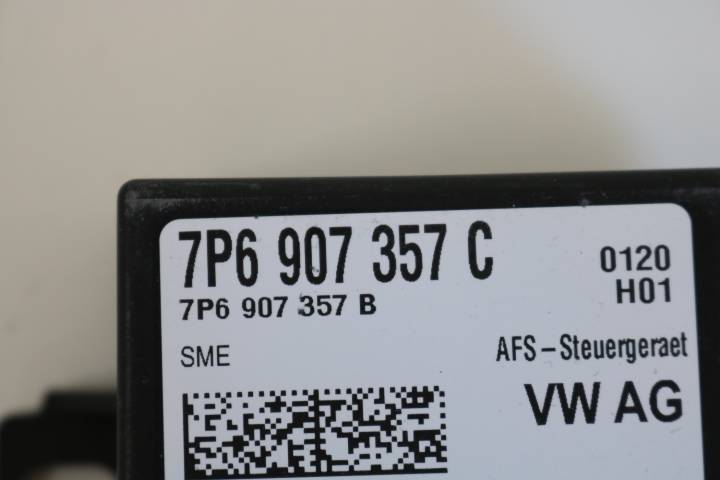 7P6 907 357 C
0120
7P6 907 357 B
H01
SME
AFS-Steuergeraet
VW AG